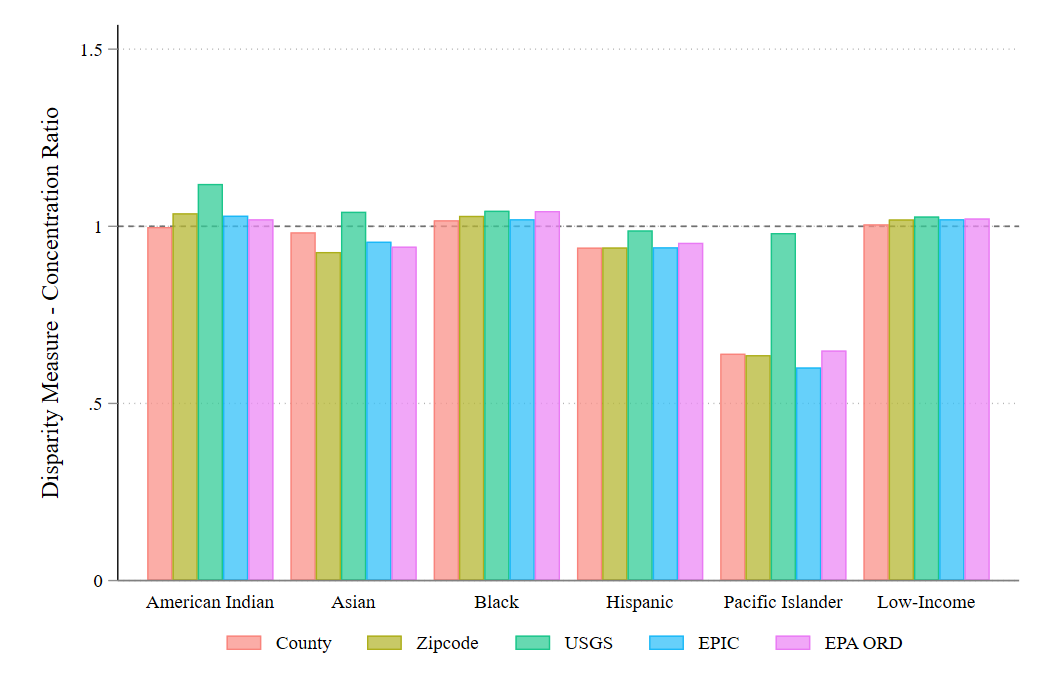 Disparity Measure - Concentration Ratio
1.5
1
.5
0
American Indian Asian Black Hispanic Pacific Islander Low-Income
County Zipcode USGS EPIC EPA ORD